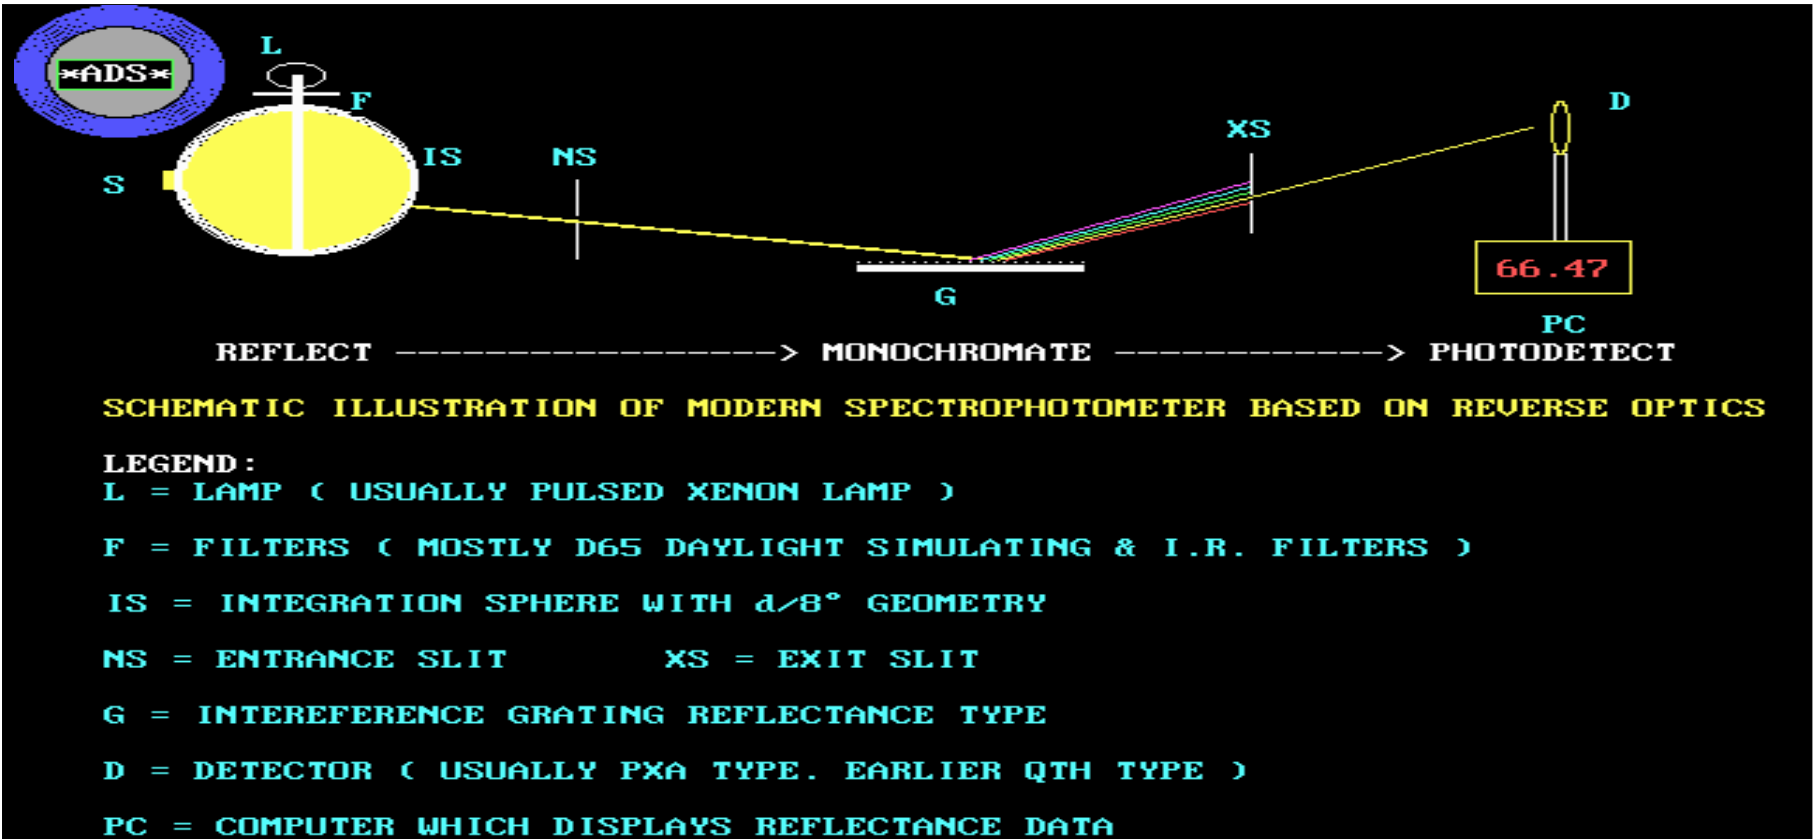 *ADS*
L
F
IS
NS
S
XS
D
G
66.47
PC
REFLECT -----------------> MONOCHROMATE ------------> PHOTODETECT
SCHEMATIC ILLUSTRATION OF MODERN SPECTROPHOTOMETER BASED ON REVERSE OPTICS
LEGEND:
L = LAMP ( USUALLY PULSED XENON LAMP )
F = FILTERS ( MOSTLY D65 DAYLIGHT SIMULATING & I.R. FILTERS )
IS = INTEGRATION SPHERE WITH d/8° GEOMETRY
NS = ENTRANCE SLIT XS = EXIT SLIT
G = INTEREFERENCE GRATING REFLECTANCE TYPE
D = DETECTOR ( USUALLY PXA TYPE. EARLIER QTH TYPE )
PC = COMPUTER WHICH DISPLAYS REFLECTANCE DATA